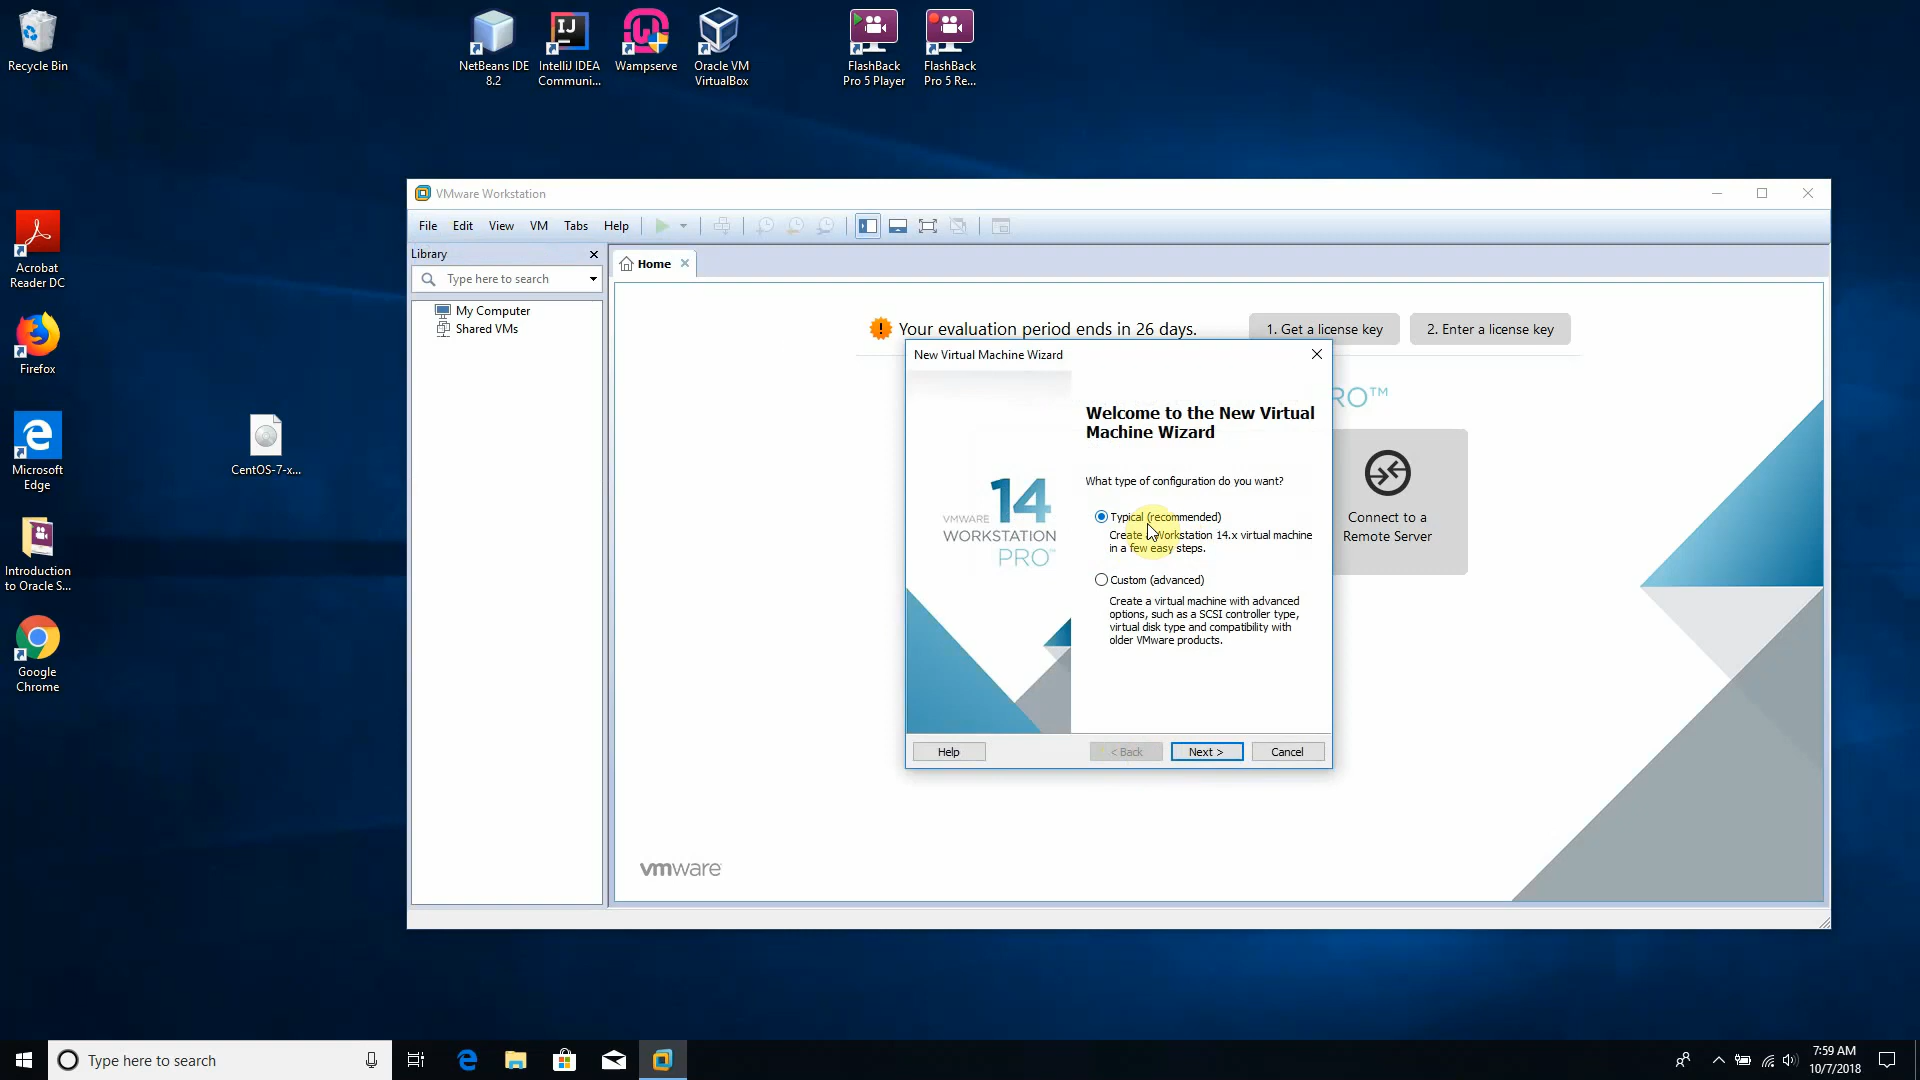 Recycle Bin
NetBeans IDE
8.2
IntelliJ IDEA
Communi...
Wampserve
Oracle VM
VirtualBox
FlashBack
Pro 5 Player
FlashBack
Pro 5 Re...
Acrobat
Reader DC
Firefox
Microsoft
Edge
Introduction
to Oracle S...
Google
Chrome
CentOS-7-x...
VMware Workstation
File
Edit
View
VM
Tabs
Help
Library
Type here to search
My Computer
Shared VMs
Home
Your evaluation period ends in 26 days.
1. Get a license key
2. Enter a license key
RO™
Connect to a
Remote Server
New Virtual Machine Wizard
14
VMWARE
WORKSTATION
PRO™
Welcome to the New Virtual
Machine Wizard
What type of configuration do you want?
Typical (recommended)
Create a Workstation 14.x virtual machine
in a few easy steps.
Custom (advanced)
Create a virtual machine with advanced
options, such as a SCSI controller type,
virtual disk type and compatibility with
older VMware products.
Help
< Back
Next >
Cancel
vmware
Type here to search
7:59 AM
10/7/2018